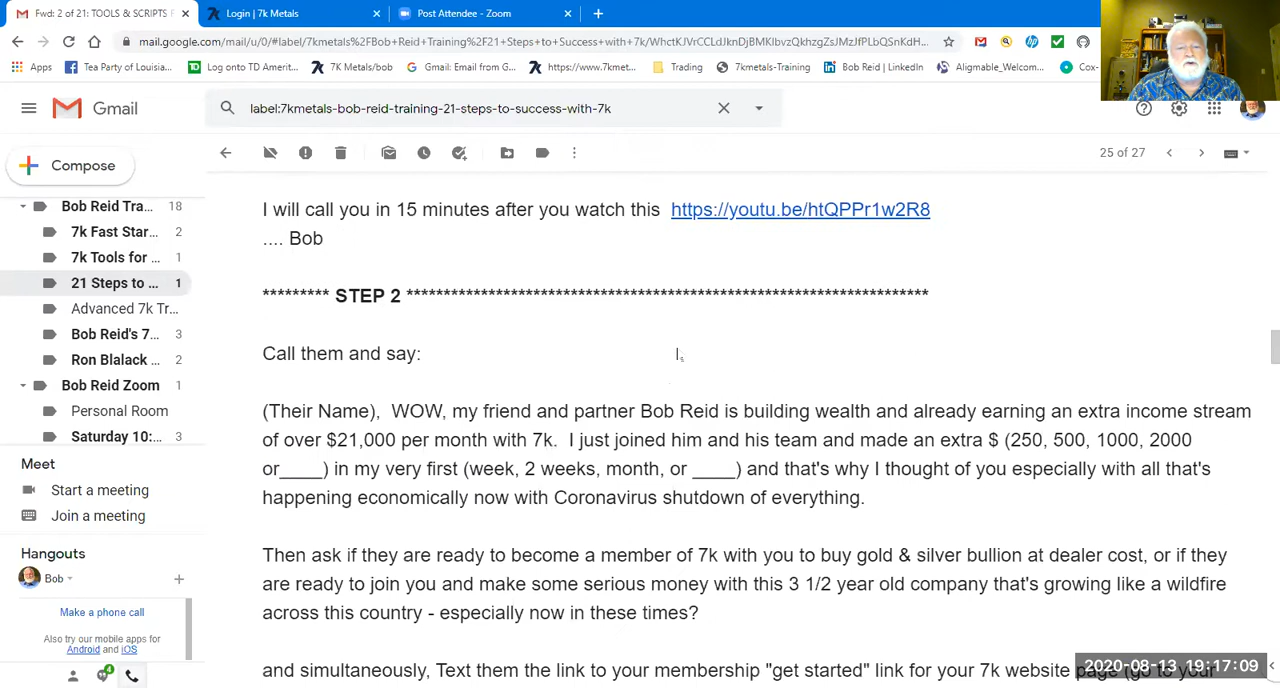 Fwd: 2 of 21: TOOLS & SCRIPTS F
Login | 7k Metals
Post Attendee - Zoom
mail.google.com/mail/u/0/#label/7kmetals%2FBob Reid Training%2F21 Steps to Success with 7k/
Apps
Tea Party of Louisia...
Log onto TD Amerit...
7K Metals/bob
Gmail: Email from G...
https://www.7kmet...
Trading
7kmetals-Training
Bob Reid | LinkedIn
Alignable_Welcom...
Cox-
Gmail
label:7kmetals-bob-reid-training-21-steps-to-success-with-7k
Compose
25 of 27
Bob Reid Tra... 18
7k Fast Star... 2
7k Tools for ... 1
21 Steps to ... 1
Advanced 7k Tr...
Bob Reid's 7... 3
Ron Blalack ... 2
Bob Reid Zoom 1
Personal Room
Saturday 10:... 3
Meet
Start a meeting
Join a meeting
Hangouts
Bob
Make a phone call
Also try our mobile apps for
Android and iOS
4
I will call you in 15 minutes after you watch this https://youtu.be/htQPPr1w2R8
.... Bob
********* STEP 2 **********************************************************************
Call them and say:
(Their Name), WOW, my friend and partner Bob Reid is building wealth and already earning an extra income stream
of over $21,000 per month with 7k. I just joined him and his team and made an extra $ (250, 500, 1000, 2000
or____) in my very first (week, 2 weeks, month, or ____) and that's why I thought of you especially with all that's
happening economically now with Coronavirus shutdown of everything.
Then ask if they are ready to become a member of 7k with you to buy gold & silver bullion at dealer cost, or if they
are ready to join you and make some serious money with this 3 1/2 year old company that's growing like a wildfire
across this country - especially now in these times?
and simultaneously, Text them the link to your membership "get started" link for your 7k website page (go to your
2020-08-13 19:17:09